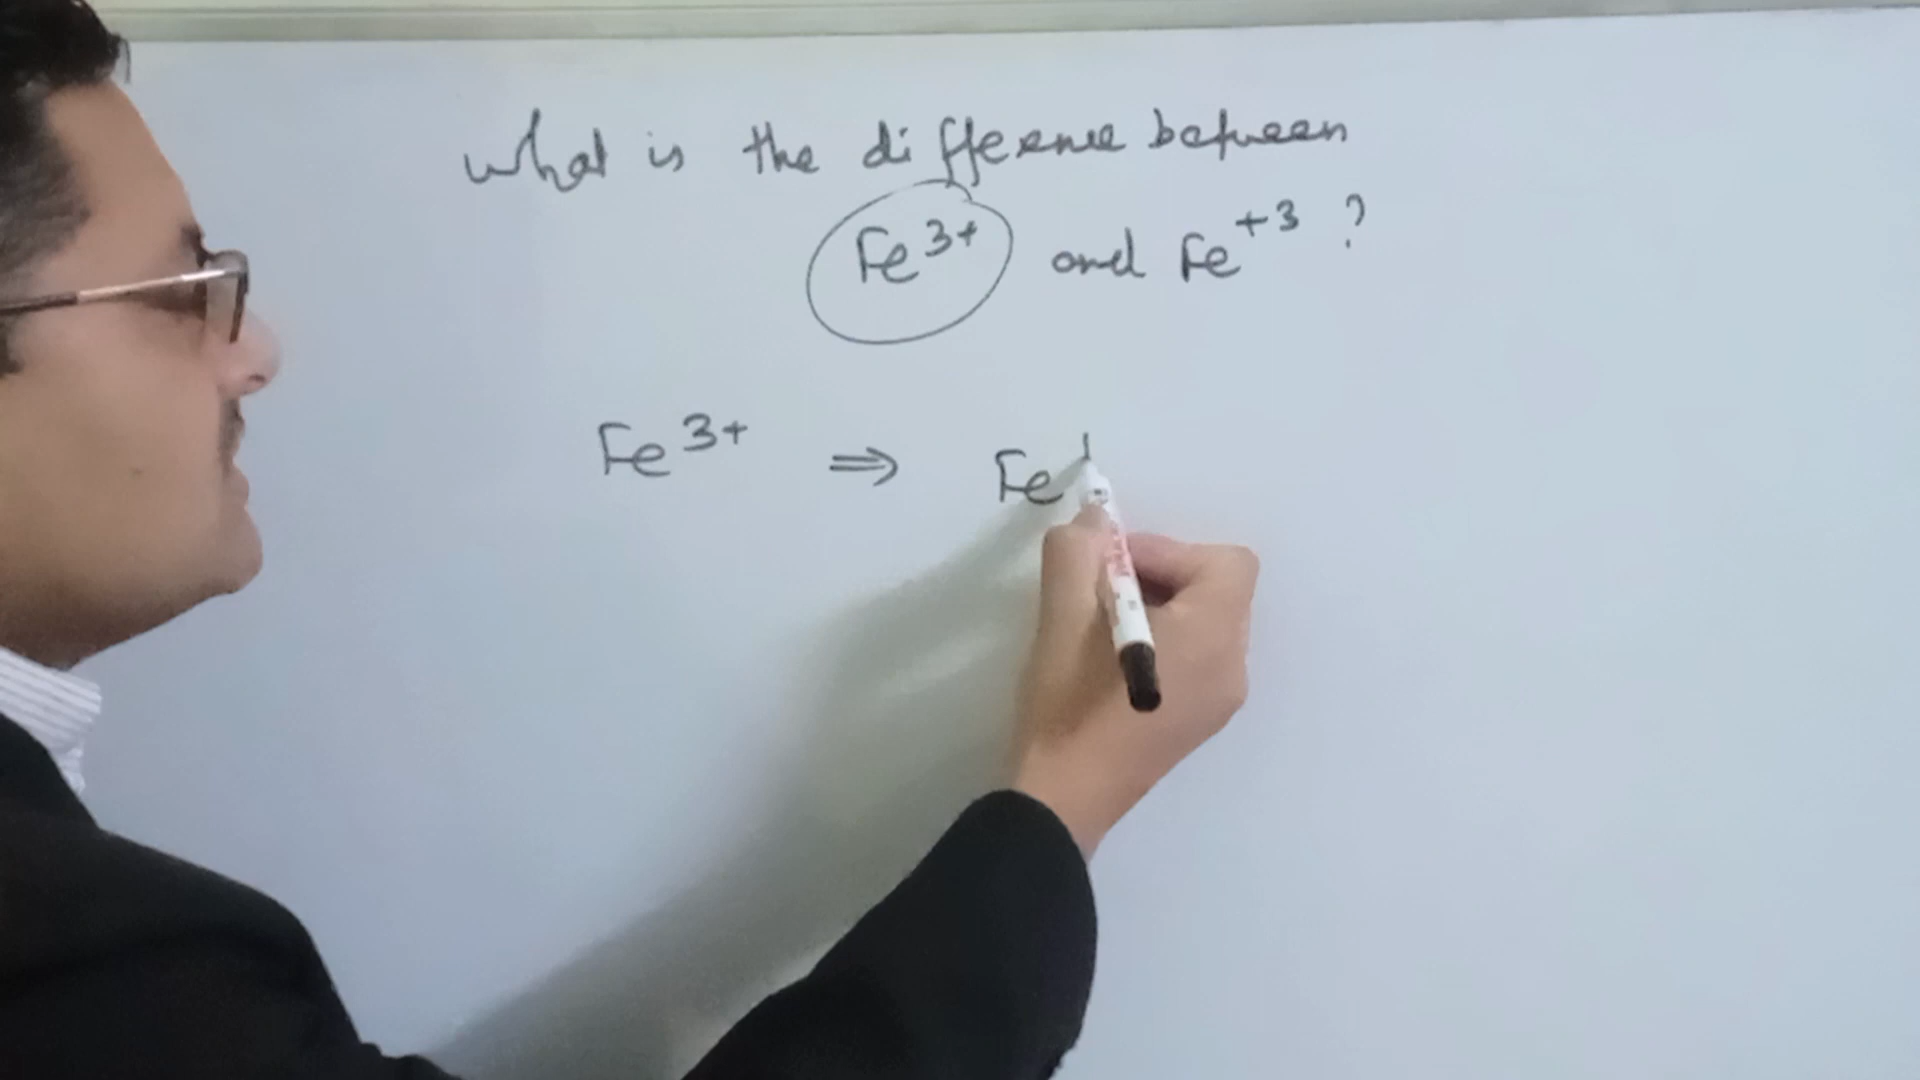 What is the difference between
Fe³⁺ and Fe⁺³ ?
Fe³⁺ ⇒ Fe